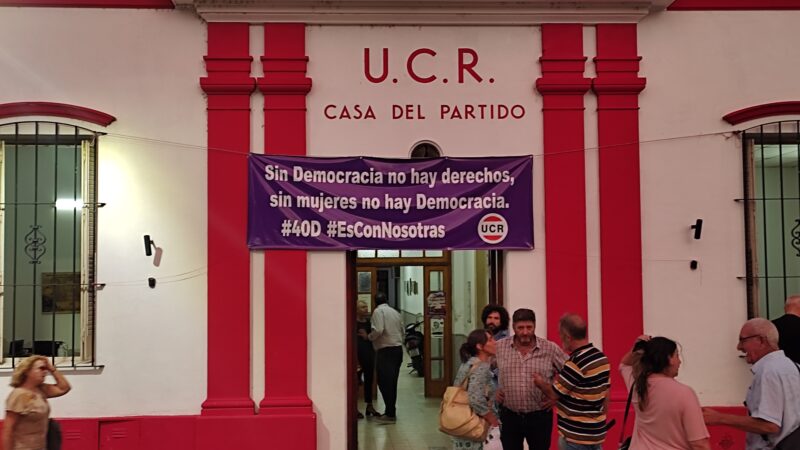 U.C.R.
CASA DEL PARTIDO
Sin Democracia no hay derechos,
sin mujeres no hay Democracia.
#40D #EsConNosotras
UCR